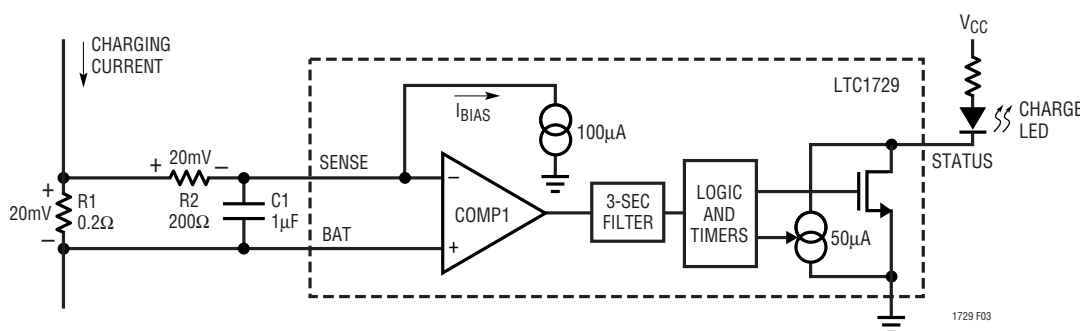 CHARGING
CURRENT
LTC1729
V_CC
CHARGE
LED
I_BIAS
100µA
+ 20mV –
SENSE
STATUS
+
20mV
–
R1
0.2Ω
R2
200Ω
C1
1µF
–
COMP1
+
3-SEC
FILTER
LOGIC
AND
TIMERS
50µA
BAT
1729 F03